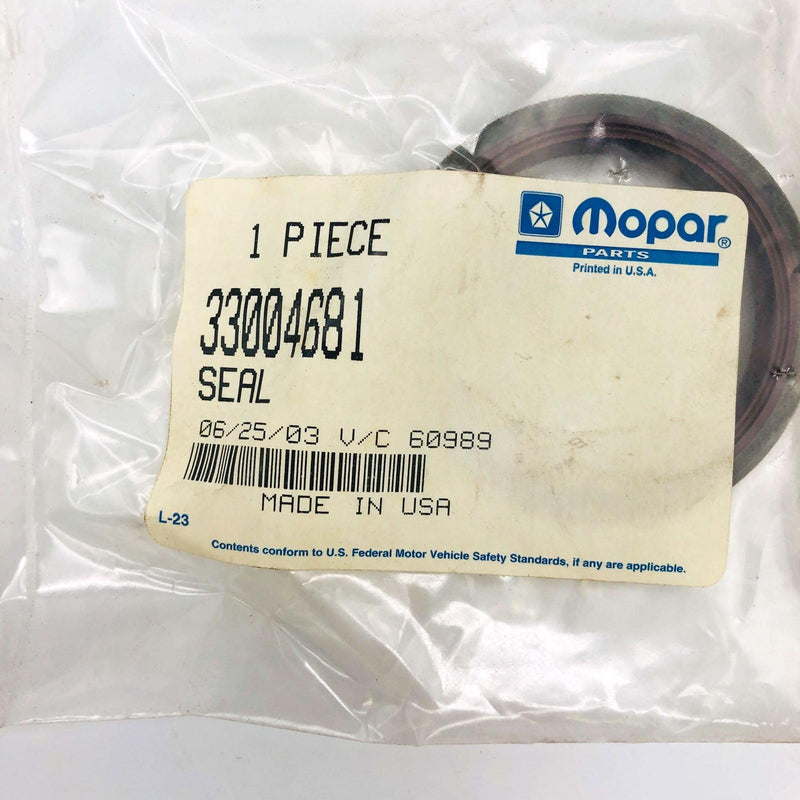 1 PIECE
Mopar®
PARTS
Printed in U.S.A.
33004681
SEAL
06/25/03 V/C 60989
MADE IN USA
L-23
Contents conform to U.S. Federal Motor Vehicle Safety Standards, if any are applicable.